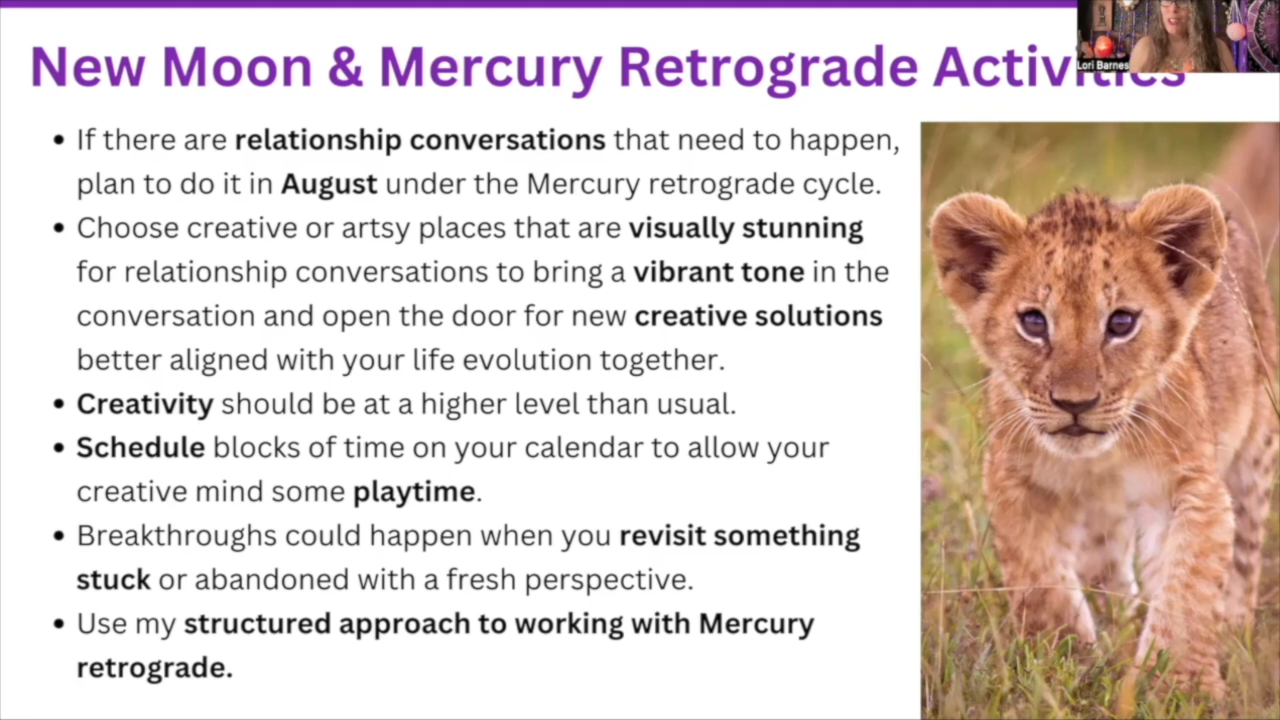 New Moon & Mercury Retrograde Activities
Lori Barnes
• If there are relationship conversations that need to happen,
plan to do it in August under the Mercury retrograde cycle.
• Choose creative or artsy places that are visually stunning
for relationship conversations to bring a vibrant tone in the
conversation and open the door for new creative solutions
better aligned with your life evolution together.
• Creativity should be at a higher level than usual.
• Schedule blocks of time on your calendar to allow your
creative mind some playtime.
• Breakthroughs could happen when you revisit something
stuck or abandoned with a fresh perspective.
• Use my structured approach to working with Mercury
retrograde.